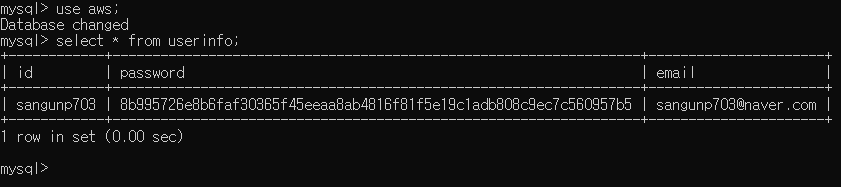 mysql> use aws;
Database changed
mysql> select * from userinfo;
+------------+------------------------------------------------------------------+----------------------+
| id         | password                                                         | email                |
+------------+------------------------------------------------------------------+----------------------+
| sangunp703 | 8b995726e8b6faf30365f45eeaa8ab4816f81f5e19c1adb808c9ec7c560957b5 | sangunp703@naver.com |
+------------+------------------------------------------------------------------+----------------------+
1 row in set (0.00 sec)
mysql>